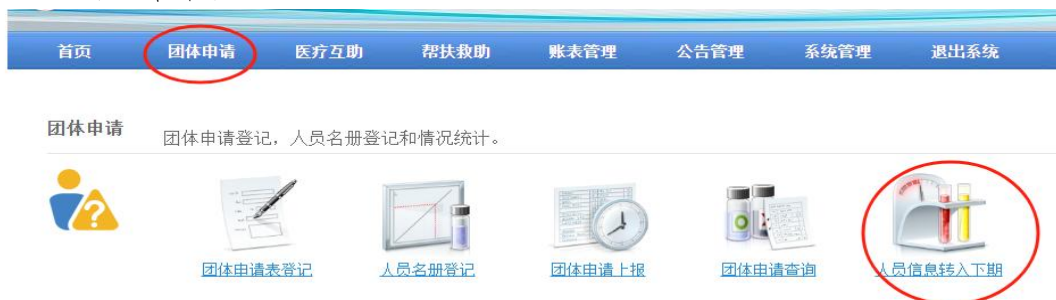 首页 团体申请 医疗互助 帮扶救助 账表管理 公告管理 系统管理 退出系统
团体申请 团体申请登记，人员名册登记和情况统计。
团体申请表登记 人员名册登记 团体申请上报 团体申请查询 人员信息转入下期